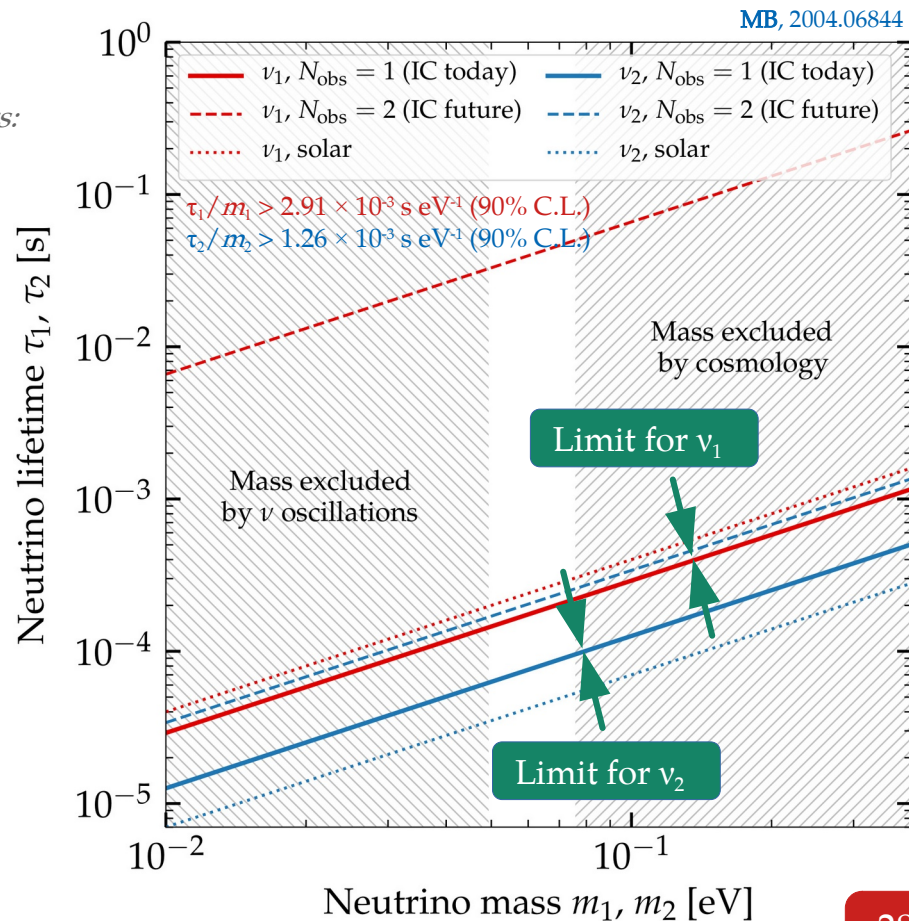 MB, 2004.06844
s:
ν₁, N_obs = 1 (IC today)
ν₁, N_obs = 2 (IC future)
ν₁, solar
ν₂, N_obs = 1 (IC today)
ν₂, N_obs = 2 (IC future)
ν₂, solar
τ₁/m₁ > 2.91 × 10⁻³ s eV⁻¹ (90% C.L.)
τ₂/m₂ > 1.26 × 10⁻³ s eV⁻¹ (90% C.L.)
Mass excluded
by cosmology
Limit for ν₁
Mass excluded
by ν oscillations
Limit for ν₂
Neutrino lifetime τ₁, τ₂ [s]
10⁰
10⁻¹
10⁻²
10⁻³
10⁻⁴
10⁻⁵
10⁻²
10⁻¹
Neutrino mass m₁, m₂ [eV]